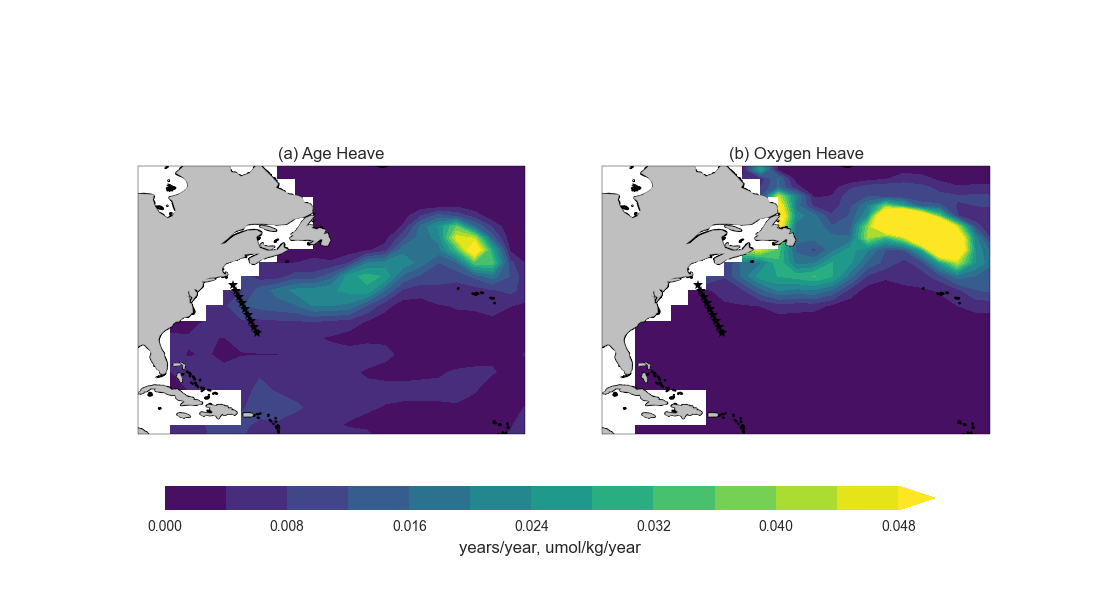 (a) Age Heave
(b) Oxygen Heave
0.000 0.008 0.016 0.024 0.032 0.040 0.048
years/year, umol/kg/year